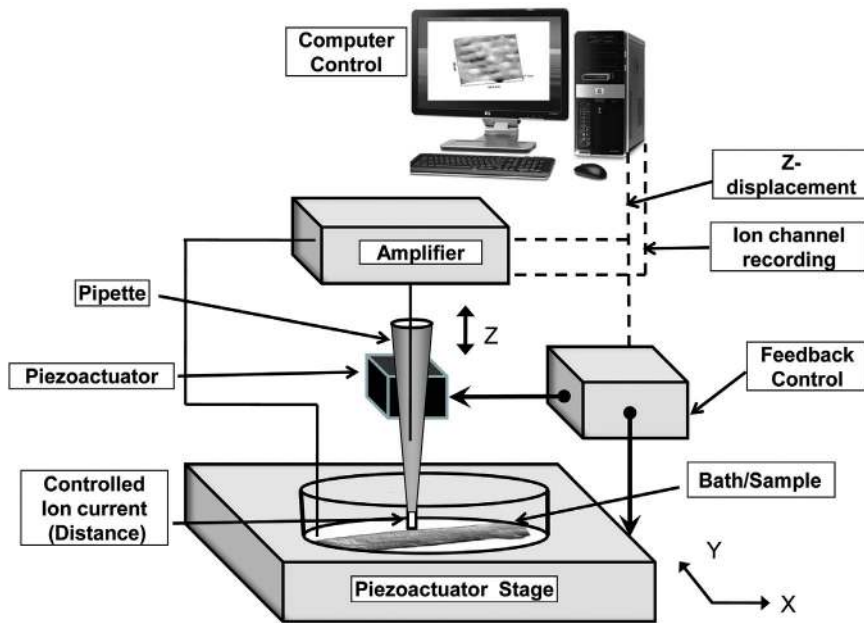 Computer
Control
Z-
displacement
Ion channel
recording
Amplifier
Pipette
Z
Piezoactuator
Feedback
Control
Controlled
Ion current
(Distance)
Bath/Sample
Piezoactuator Stage
Y
X